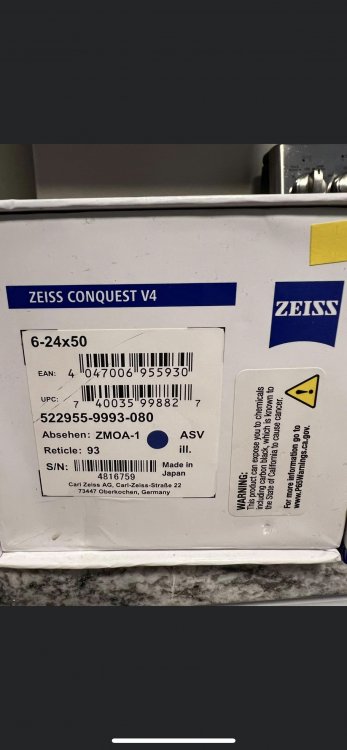 ZEISS CONQUEST V4
ZEISS
6-24x50
EAN: 4 047006 955930
UPC: 7 40035 99882 7
522955-9993-080
Absehen: ZMOA-1 ASV
Reticle: 93 ill.
S/N: Made in
4816759 Japan
Carl Zeiss AG, Carl-Zeiss-Straße 22
73447 Oberkochen, Germany
WARNING:
This product can expose you to chemicals
including carbon black, which is known to
the State of California to cause cancer.
For more information go to
www.P65Warnings.ca.gov.